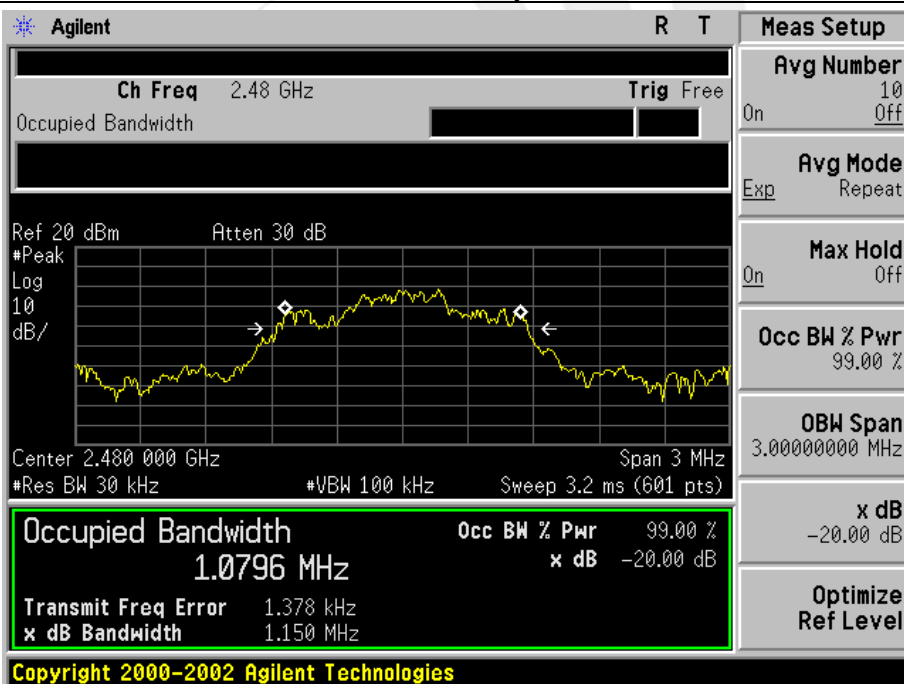 Agilent R T
Ch Freq 2.48 GHz Trig Free
Occupied Bandwidth
Ref 20 dBm Atten 30 dB
#Peak
Log
10
dB/
Center 2.480 000 GHz Span 3 MHz
#Res BW 30 kHz #VBW 100 kHz Sweep 3.2 ms (601 pts)
Occupied Bandwidth Occ BW % Pwr 99.00 %
1.0796 MHz x dB -20.00 dB
Transmit Freq Error 1.378 kHz
x dB Bandwidth 1.150 MHz
Copyright 2000-2002 Agilent Technologies
Meas Setup
Avg Number
10
On Off
Avg Mode
Exp Repeat
Max Hold
On Off
Occ BW % Pwr
99.00 %
OBW Span
3.00000000 MHz
x dB
-20.00 dB
Optimize
Ref Level